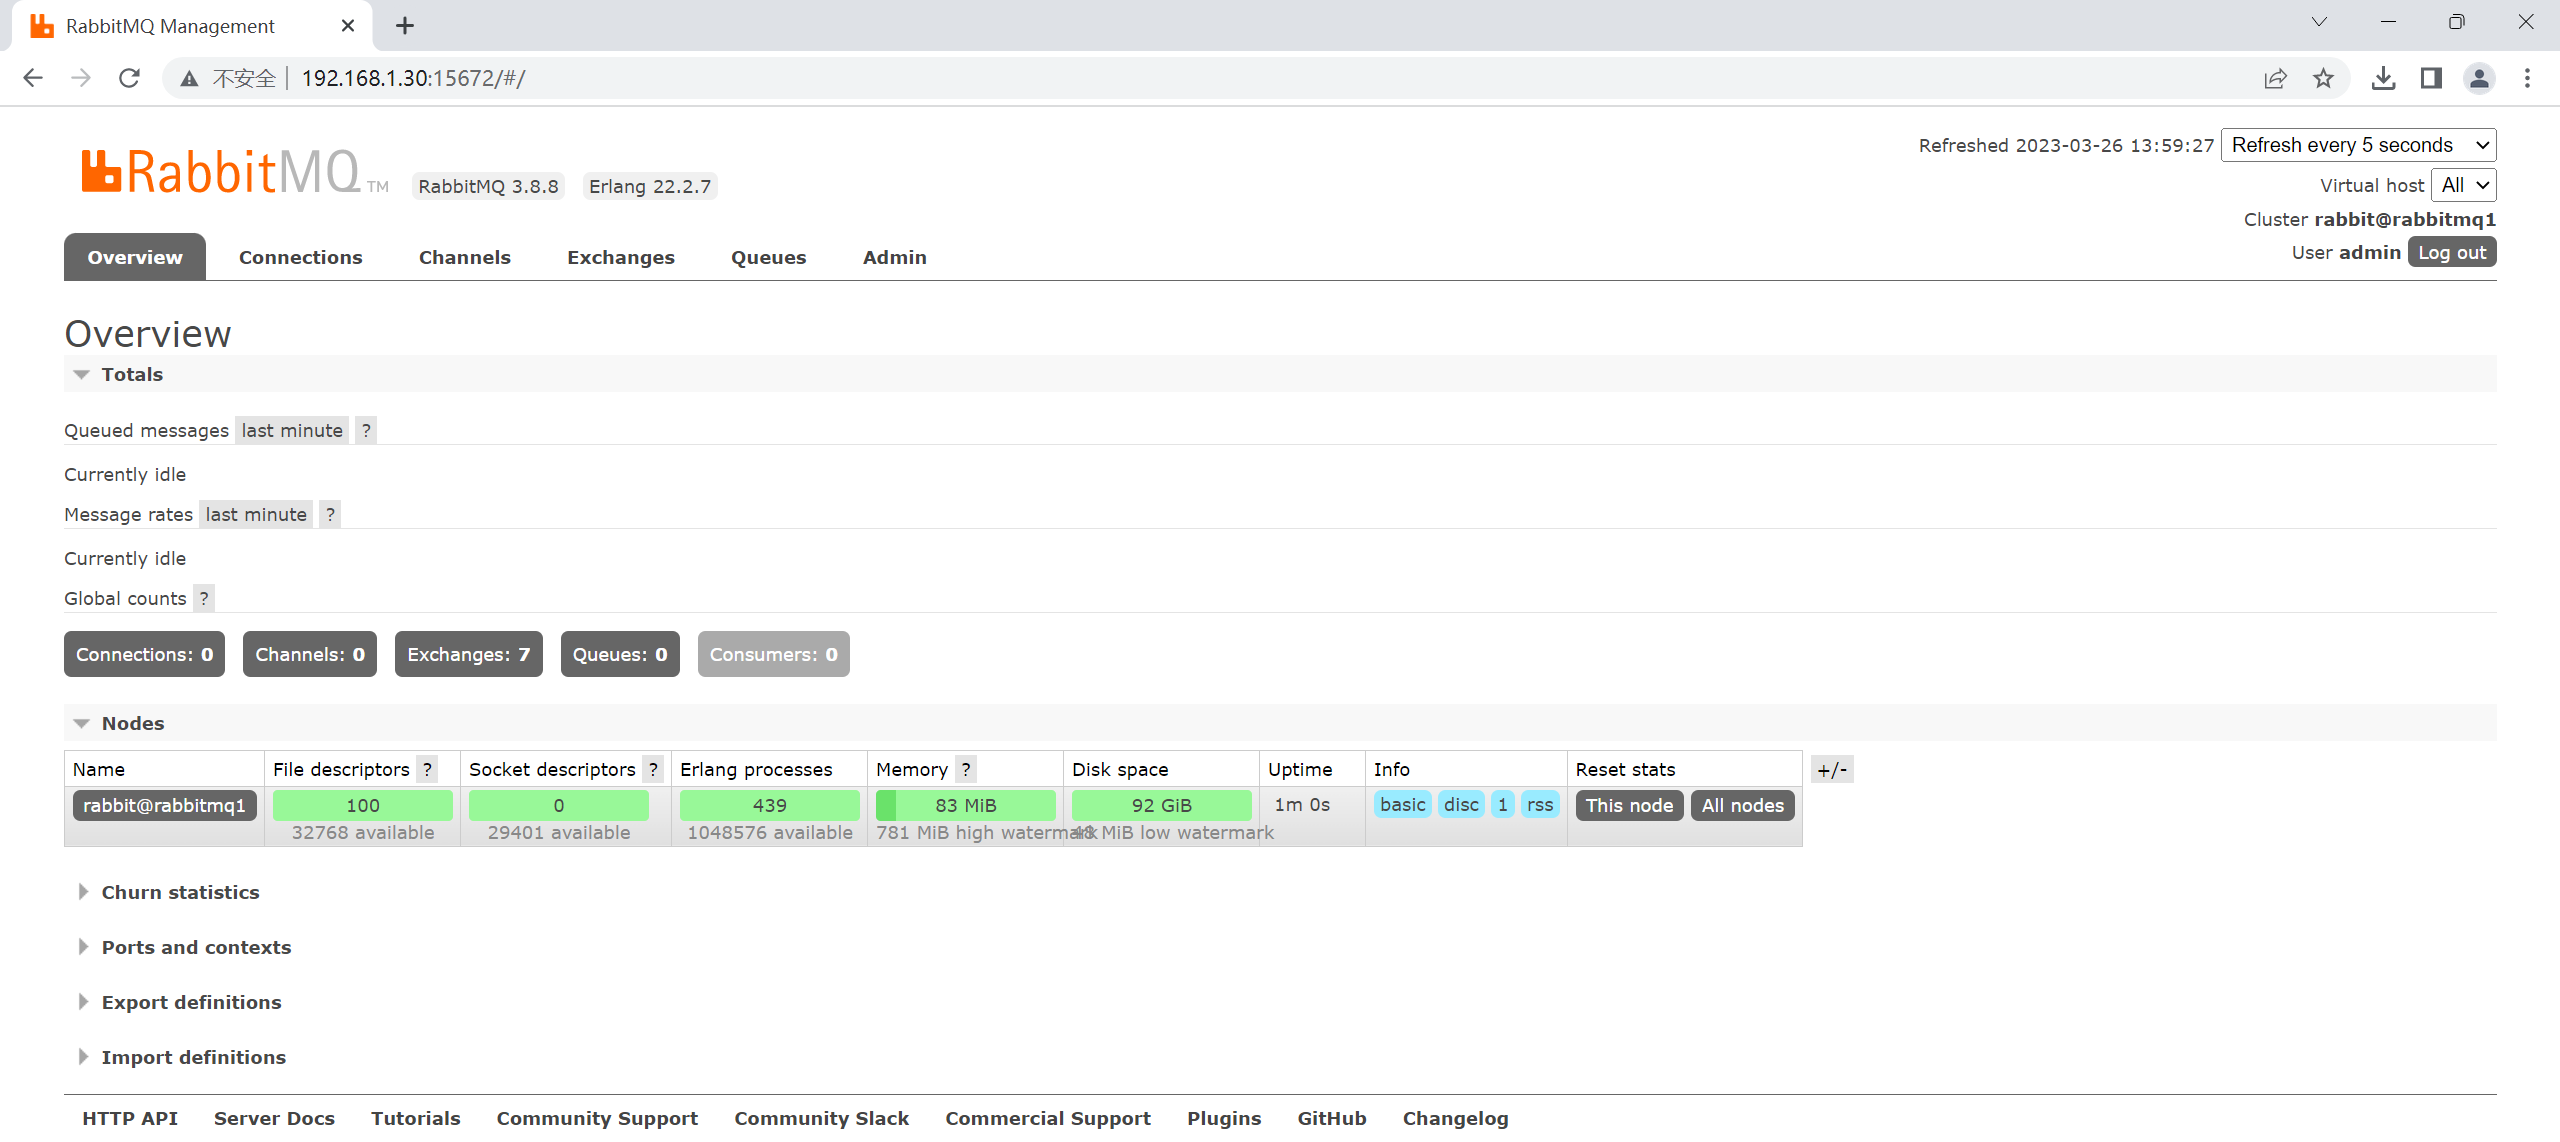 RabbitMQ Management
不安全 192.168.1.30:15672/#/
RabbitMQ TM RabbitMQ 3.8.8 Erlang 22.2.7
Refreshed 2023-03-26 13:59:27 Refresh every 5 seconds
Virtual host All
Cluster rabbit@rabbitmq1
User admin Log out
Overview Connections Channels Exchanges Queues Admin
Overview
Totals
Queued messages last minute ?
Currently idle
Message rates last minute ?
Currently idle
Global counts ?
Connections: 0 Channels: 0 Exchanges: 7 Queues: 0 Consumers: 0
Nodes
Name File descriptors ? Socket descriptors ? Erlang processes Memory ? Disk space Uptime Info Reset stats +/-
rabbit@rabbitmq1 100 0 439 83 MiB 92 GiB 1m 0s basic disc 1 rss This node All nodes
32768 available 29401 available 1048576 available 781 MiB high watermark 48 MiB low watermark
Churn statistics
Ports and contexts
Export definitions
Import definitions
HTTP API Server Docs Tutorials Community Support Community Slack Commercial Support Plugins GitHub Changelog